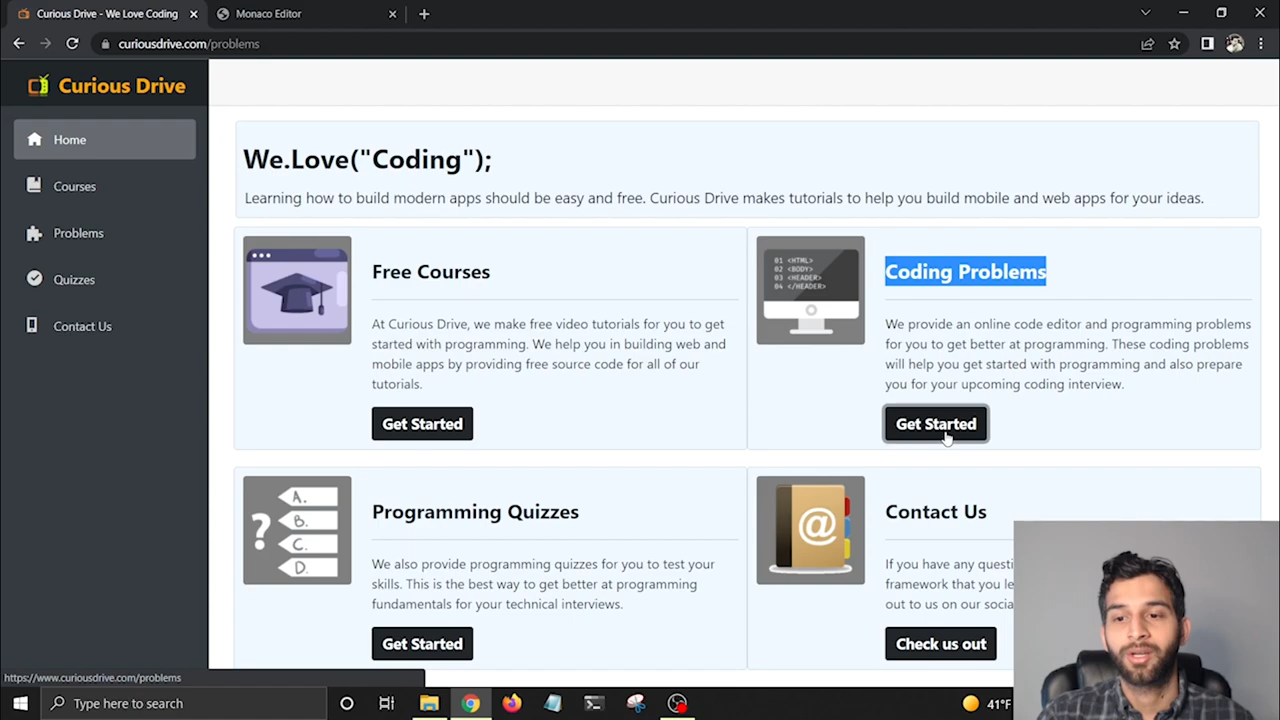 Curious Drive - We Love Coding
Monaco Editor
curiousdrive.com/problems
Curious Drive
Home
Courses
Problems
Quizzes
Contact Us
We.Love("Coding");
Learning how to build modern apps should be easy and free. Curious Drive makes tutorials to help you build mobile and web apps for your ideas.
Free Courses
At Curious Drive, we make free video tutorials for you to get
started with programming. We help you in building web and
mobile apps by providing free source code for all of our
tutorials.
Get Started
01 <HTML>
02 <BODY>
03 <HEADER>
04 </HEADER>
Coding Problems
We provide an online code editor and programming problems
for you to get better at programming. These coding problems
will help you get started with programming and also prepare
you for your upcoming coding interview.
Get Started
?
A.
B.
C.
D.
Programming Quizzes
We also provide programming quizzes for you to test your
skills. This is the best way to get better at programming
fundamentals for your technical interviews.
Get Started
@
Contact Us
If you have any
framework that you
out to us on our
Check us out
https://www.curiousdrive.com/problems
Type here to search
41°F